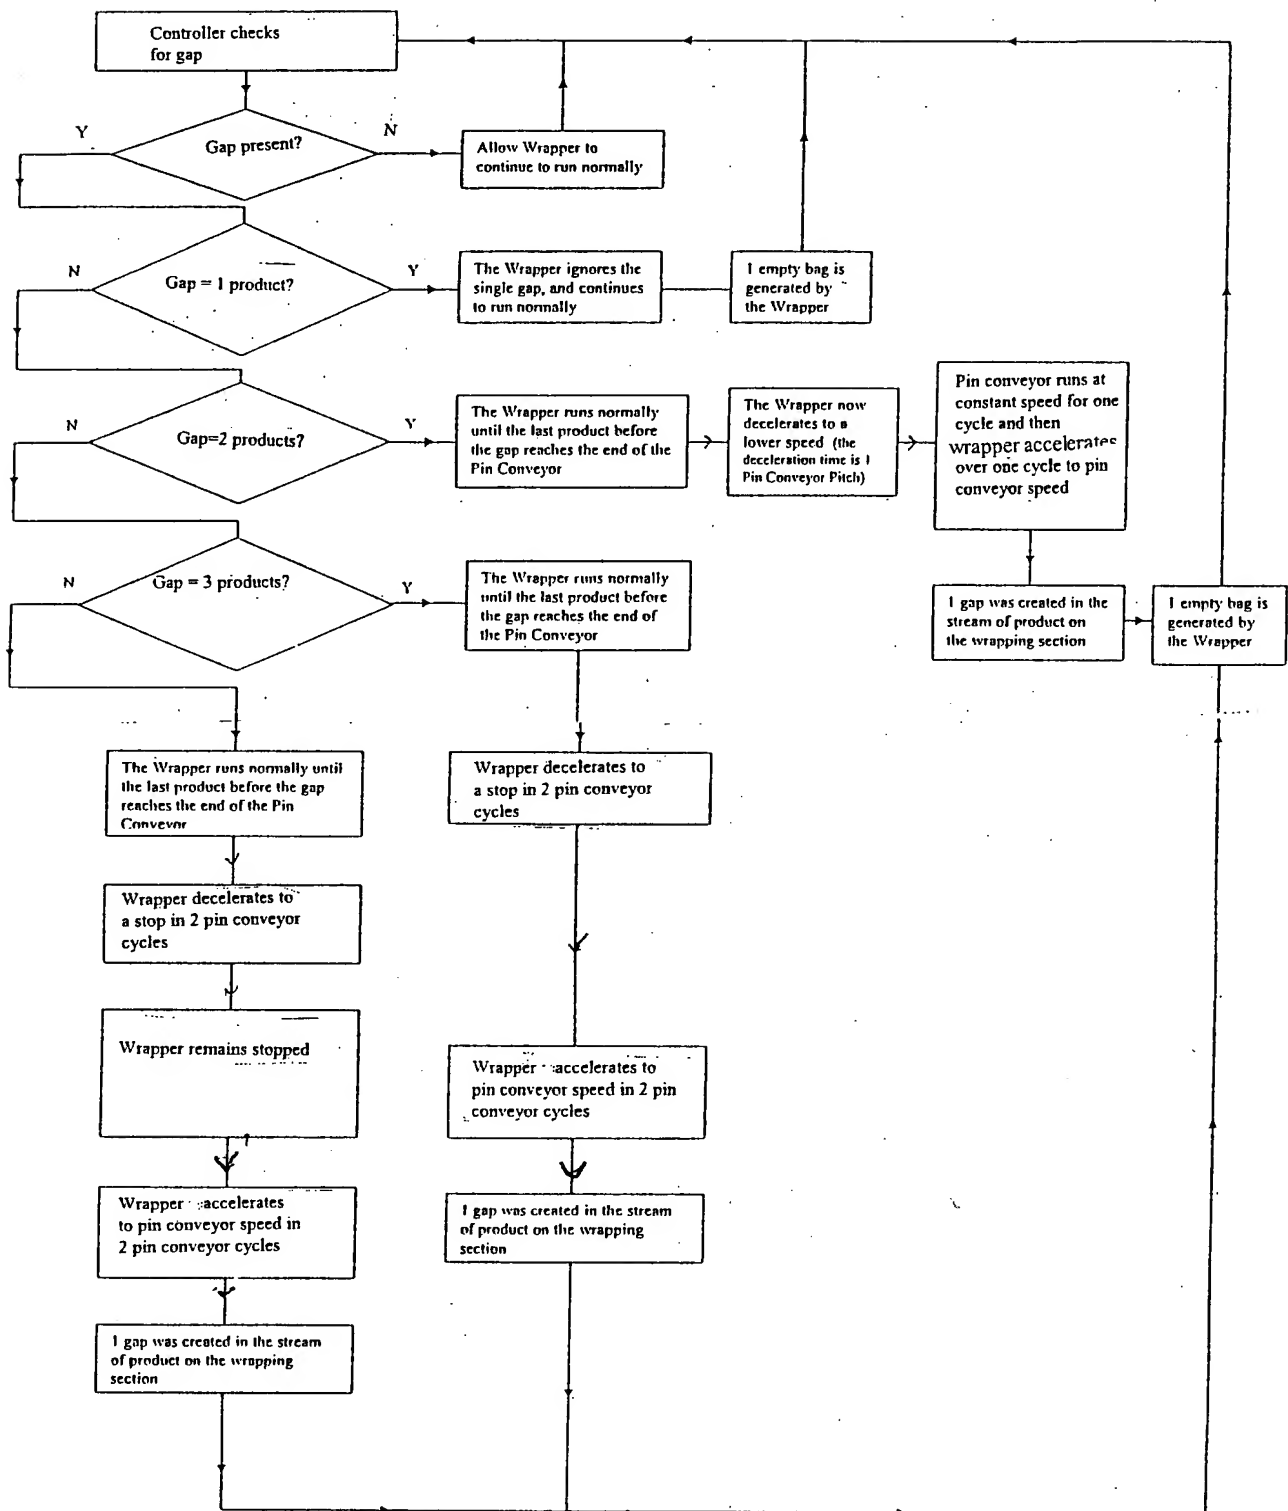 Controller checks
for gap
Y
Gap present?
N
Allow Wrapper to
continue to run normally
N
Gap = 1 product?
Y
The Wrapper ignores the
single gap, and continues
to run normally
1 empty bag is
generated by
the Wrapper
N
Gap=2 products?
Y
The Wrapper runs normally
until the last product before
the gap reaches the end of the
Pin Conveyor
The Wrapper now
decelerates to a
lower speed (the
deceleration time is 1
Pin Conveyor Pitch)
Pin conveyor runs at
constant speed for one
cycle and then
wrapper accelerates
over one cycle to pin
conveyor speed
N
Gap = 3 products?
Y
The Wrapper runs normally
until the last product before
the gap reaches the end of
the Pin Conveyor
1 gap was created in the
stream of product on
the wrapping section
1 empty bag is
generated by
the Wrapper
The Wrapper runs normally until
the last product before the gap
reaches the end of the Pin
Conveyor
Wrapper decelerates to
a stop in 2 pin conveyor
cycles
Wrapper decelerates to
a stop in 2 pin conveyor
cycles
Wrapper remains stopped
Wrapper accelerates to
pin conveyor speed in 2 pin
conveyor cycles
Wrapper accelerates
to pin conveyor speed in
2 pin conveyor cycles
1 gap was created in the stream
of product on the wrapping
section
1 gap was created in the stream
of product on the wrapping
section